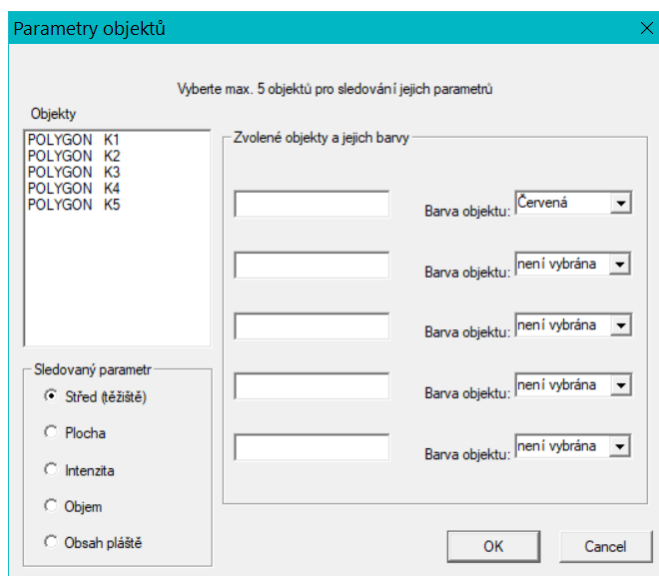 Parametry objektů
Vyberte max. 5 objektů pro sledování jejich parametrů
Objekty
POLYGON K1
POLYGON K2
POLYGON K3
POLYGON K4
POLYGON K5
Zvolené objekty a jejich barvy
Barva objektu: Červená
Barva objektu: není vybrána
Barva objektu: není vybrána
Barva objektu: není vybrána
Barva objektu: není vybrána
Sledovaný parametr
Střed (těžiště)
Plocha
Intenzita
Objem
Obsah pláště
OK Cancel